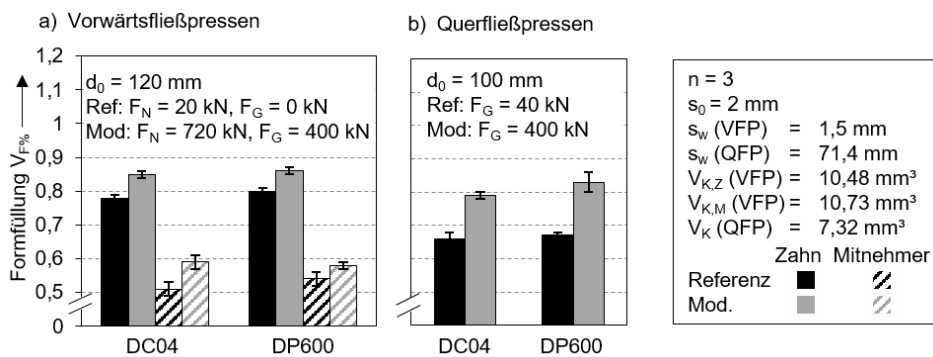 a) Vorwärtsfließpressen
b) Querfließpressen
Formfüllung V_F%
1,2
1,1
1
0,9
0,8
0,7
0,6
0,5
0
d₀ = 120 mm
Ref: F_N = 20 kN, F_G = 0 kN
Mod: F_N = 720 kN, F_G = 400 kN
DC04 DP600
d₀ = 100 mm
Ref: F_G = 40 kN
Mod: F_G = 400 kN
DC04 DP600
n = 3
s₀ = 2 mm
s_w (VFP) = 1,5 mm
s_w (QFP) = 71,4 mm
V_K,Z (VFP) = 10,48 mm³
V_K,M (VFP) = 10,73 mm³
V_K (QFP) = 7,32 mm³
Zahn Mitnehmer
Referenz
Mod.